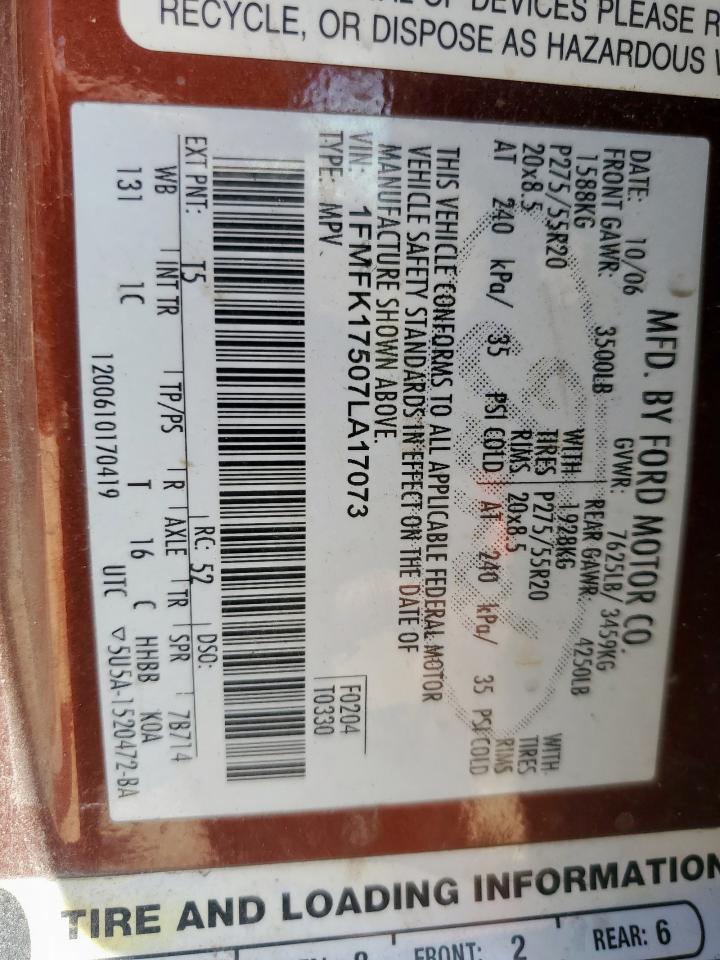 OF DEVICES PLEASE
RECYCLE, OR DISPOSE AS HAZARDOUS
MFD. BY FORD MOTOR CO.
DATE: 10/06 GVWR: 7625LB/ 3459KG
FRONT GAWR: 3500LB REAR GAWR: 4250LB
1588KG WITH 1928KG WITH
P275/55R20 TIRES P275/55R20 TIRES
20x8.5 RIMS 20x8.5 RIMS
AT 240 kPa/ 35 PSI COLD AT 240 kPa/ 35 PSI COLD
THIS VEHICLE CONFORMS TO ALL APPLICABLE FEDERAL MOTOR
VEHICLE SAFETY STANDARDS IN EFFECT ON THE DATE OF
MANUFACTURE SHOWN ABOVE.
VIN: 1FMFK17507LA17073 F0204
TYPE: MPV T0330
EXT PNT: T5 RC: 52 DSO:
WB INT TR TP/PS R AXLE TR SPR 7B714
131 1C T 16 C HHBB K0A
1200610170419 UTC ▽5U5A-1520472-BA
TIRE AND LOADING INFORMATION
FRONT: 2 REAR: 6